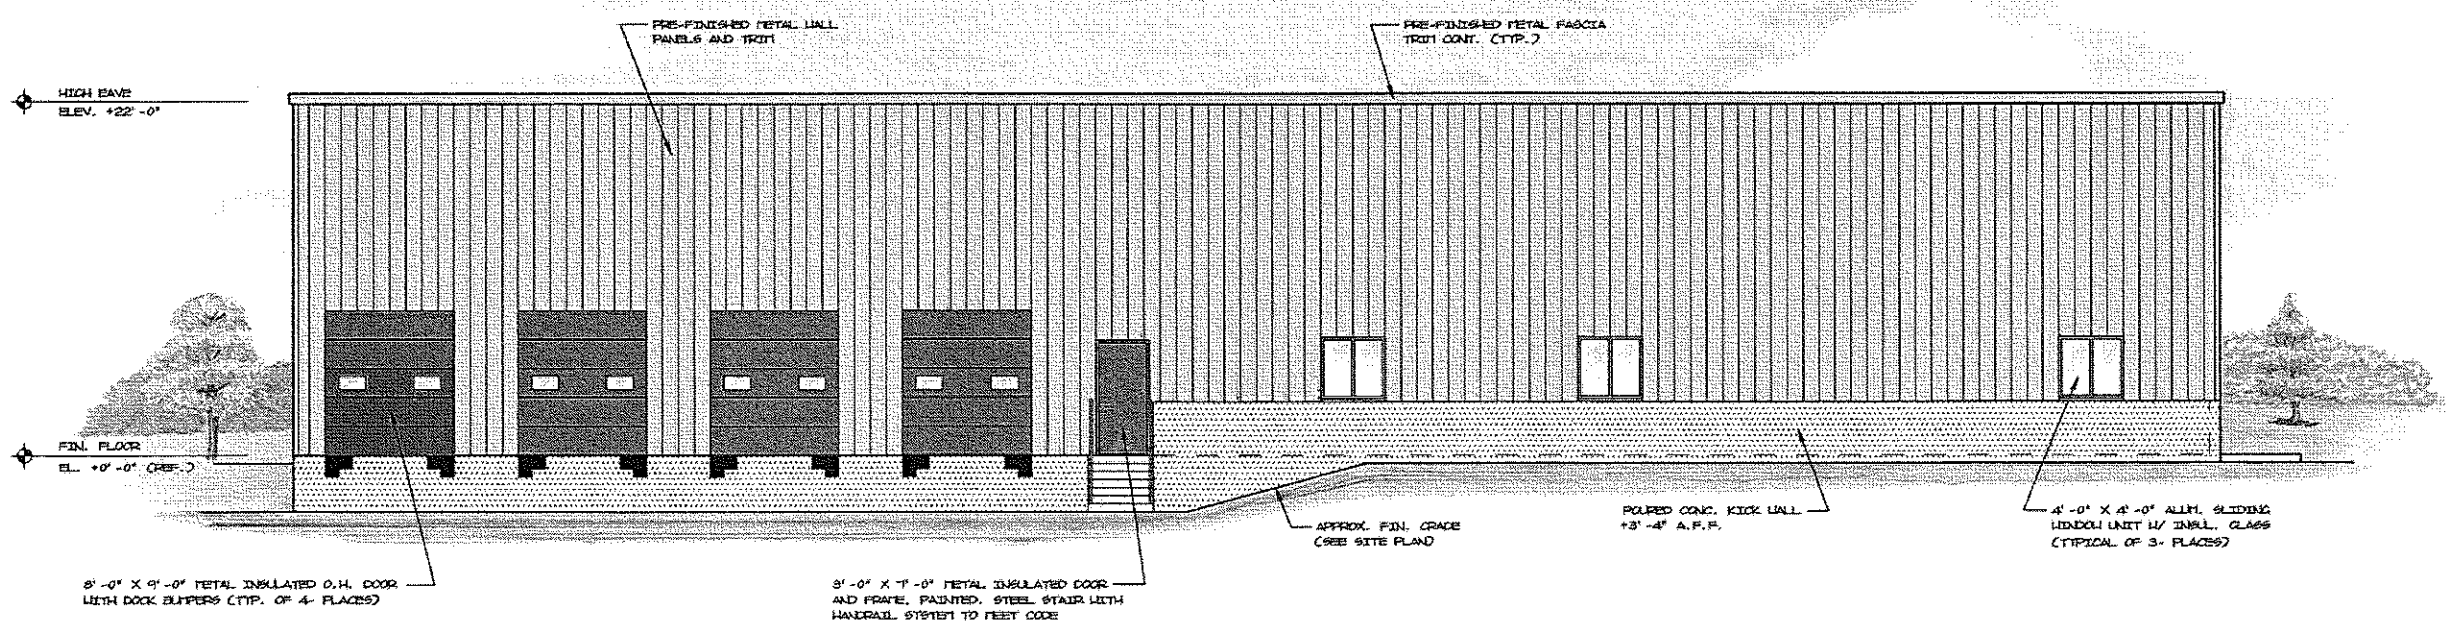 PRE-FINISHED METAL WALL
PANELS AND TRIM
PRE-FINISHED METAL FASCIA
TRIM CONT. (TYP.)
HIGH EAVE
ELEV. +22'-0"
FIN. FLOOR
EL. +0'-0" (REF.)
8'-0" X 9'-0" METAL INSULATED O.H. DOOR
WITH DOCK BUMPERS (TYP. OF 4- PLACES)
3'-0" X 7'-0" METAL INSULATED DOOR
AND FRAME, PAINTED. STEEL STAIR WITH
HANDRAIL SYSTEM TO MEET CODE
APPROX. FIN. GRADE
(SEE SITE PLAN)
POURED CONC. KICK WALL
+3'-4" A.F.F.
4'-0" X 4'-0" ALUM. SLIDING
WINDOW UNIT W/ INSUL. GLASS
(TYPICAL OF 3- PLACES)